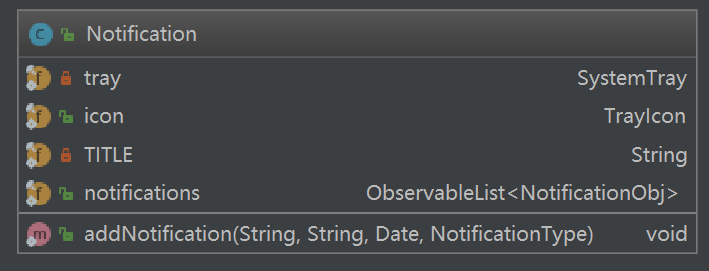 C Notification
f tray SystemTray
f icon TrayIcon
f TITLE String
f notifications ObservableList<NotificationObj>
m addNotification(String, String, Date, NotificationType) void